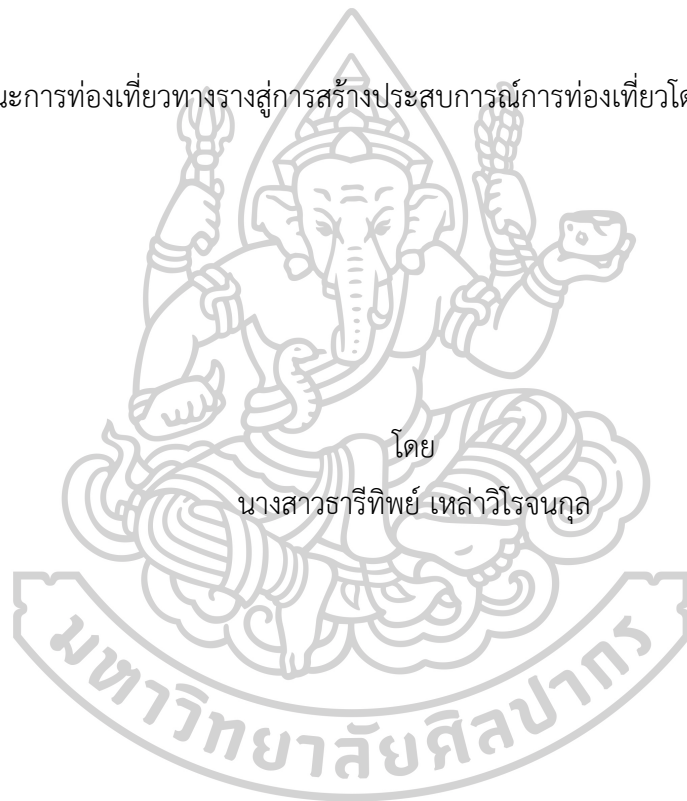 นะการท่องเที่ยวทางรางสู่การสร้างประสบการณ์การท่องเที่ยวโด
โดย
นางสาวธารีทิพย์ เหล่าวิโรจนกุล
มหาวิทยาลัยศิลปากร